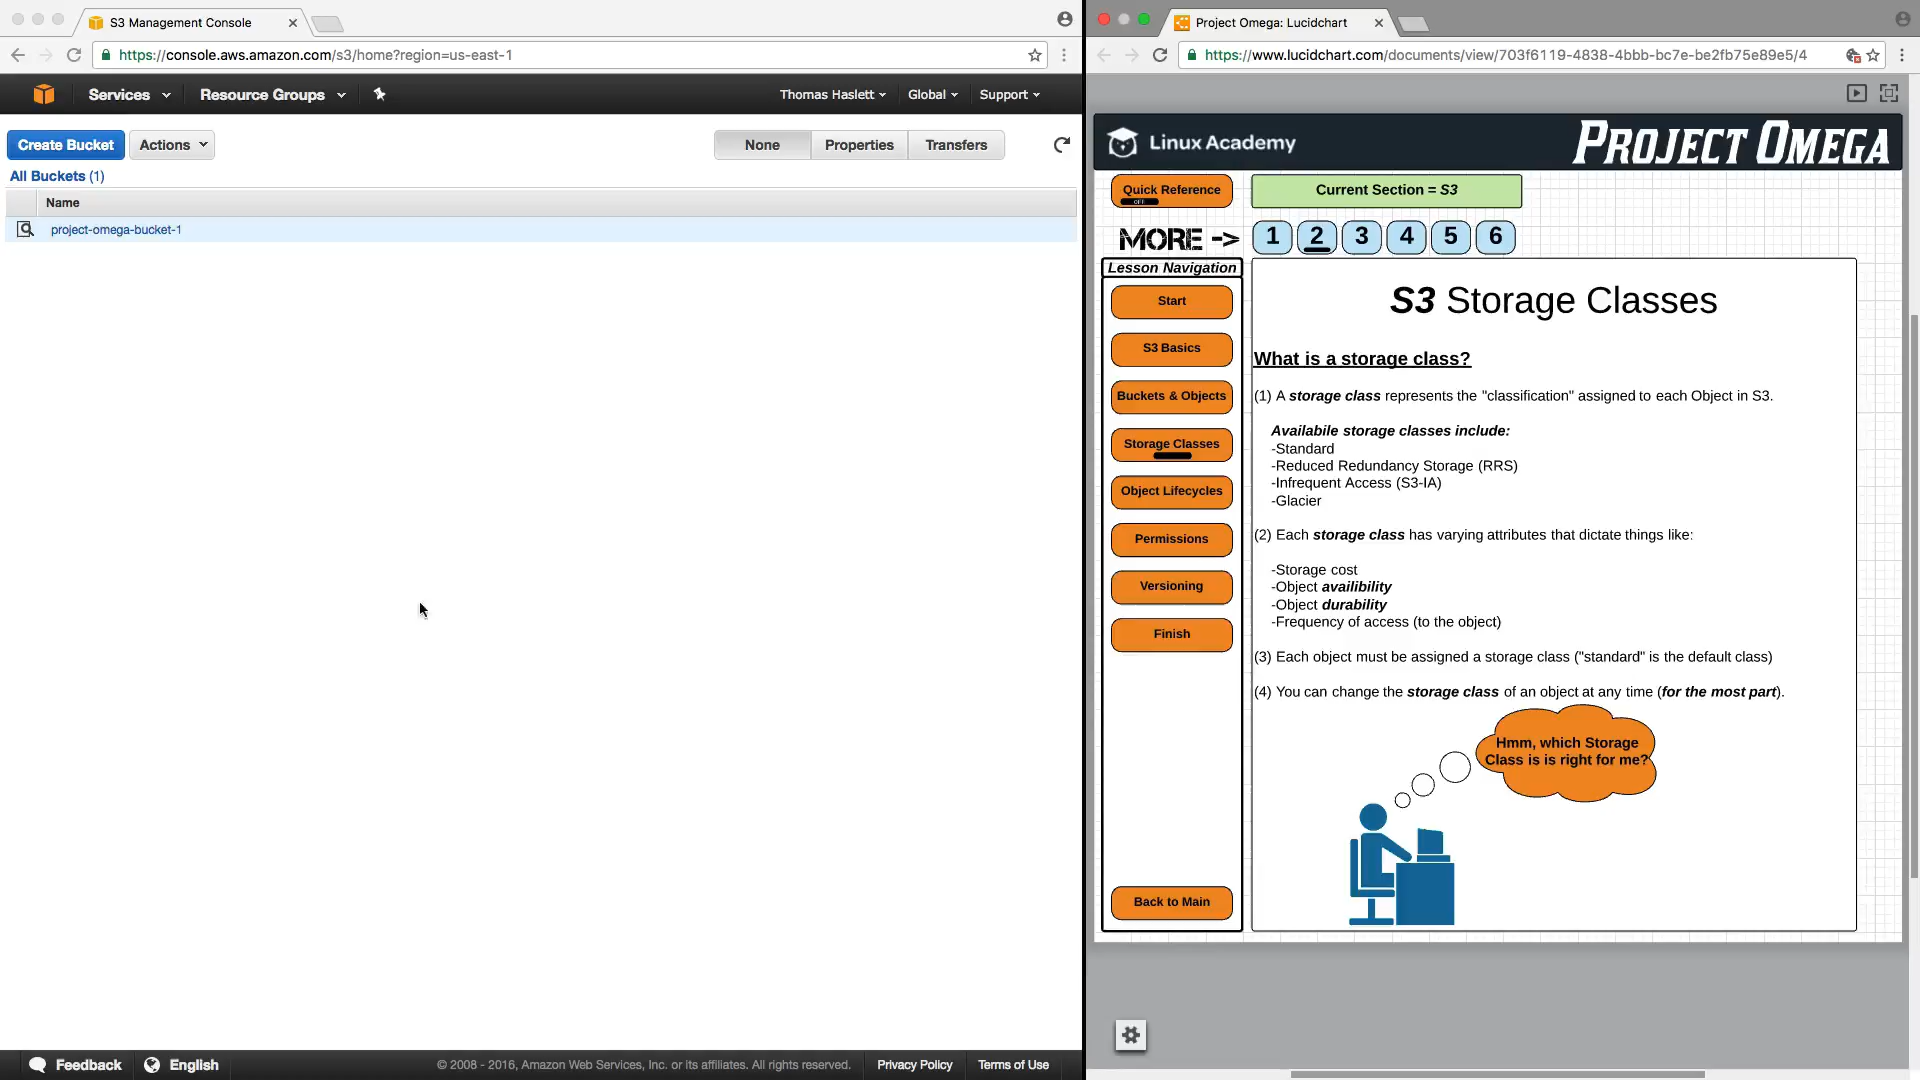 S3 Management Console
https://console.aws.amazon.com/s3/home?region=us-east-1
Services
Resource Groups
Thomas Haslett
Global
Support
Create Bucket
Actions
None
Properties
Transfers
All Buckets (1)
Name
project-omega-bucket-1
Feedback
English
© 2008 - 2016, Amazon Web Services, Inc. or its affiliates. All rights reserved.
Privacy Policy
Terms of Use
Project Omega: Lucidchart
https://www.lucidchart.com/documents/view/703f6119-4838-4bbb-bc7e-be2fb75e89e5/4
Linux Academy
PROJECT OMEGA
Quick Reference
OFF
Current Section = S3
MORE ->
1 2 3 4 5 6
Lesson Navigation
Start
S3 Basics
Buckets & Objects
Storage Classes
Object Lifecycles
Permissions
Versioning
Finish
Back to Main
S3 Storage Classes
What is a storage class?
(1) A storage class represents the "classification" assigned to each Object in S3.
Availabile storage classes include:
-Standard
-Reduced Redundancy Storage (RRS)
-Infrequent Access (S3-IA)
-Glacier
(2) Each storage class has varying attributes that dictate things like:
-Storage cost
-Object availibility
-Object durability
-Frequency of access (to the object)
(3) Each object must be assigned a storage class ("standard" is the default class)
(4) You can change the storage class of an object at any time (for the most part).
Hmm, which Storage
Class is is right for me?